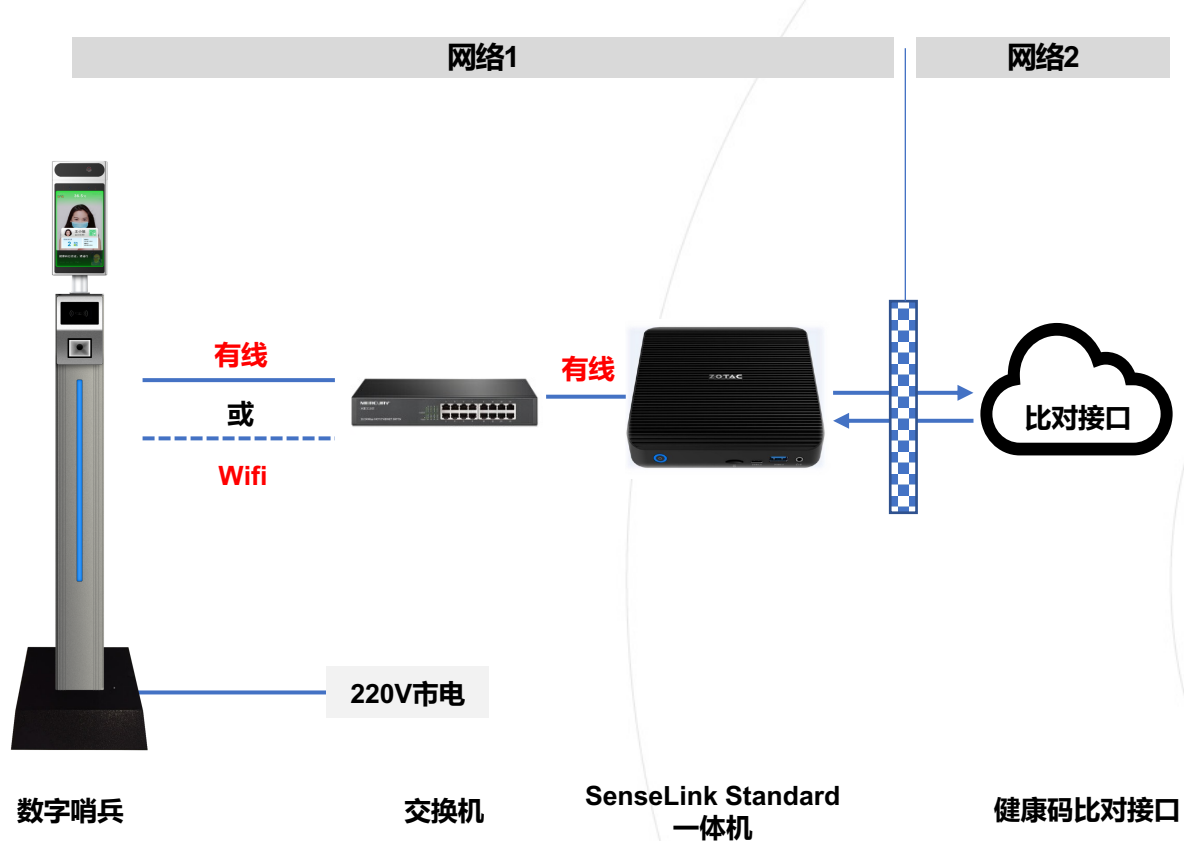 网络1
网络2
有线
或
Wifi
有线
MERCURY
ZOTAC
比对接口
220V市电
数字哨兵
交换机
SenseLink Standard
一体机
健康码比对接口